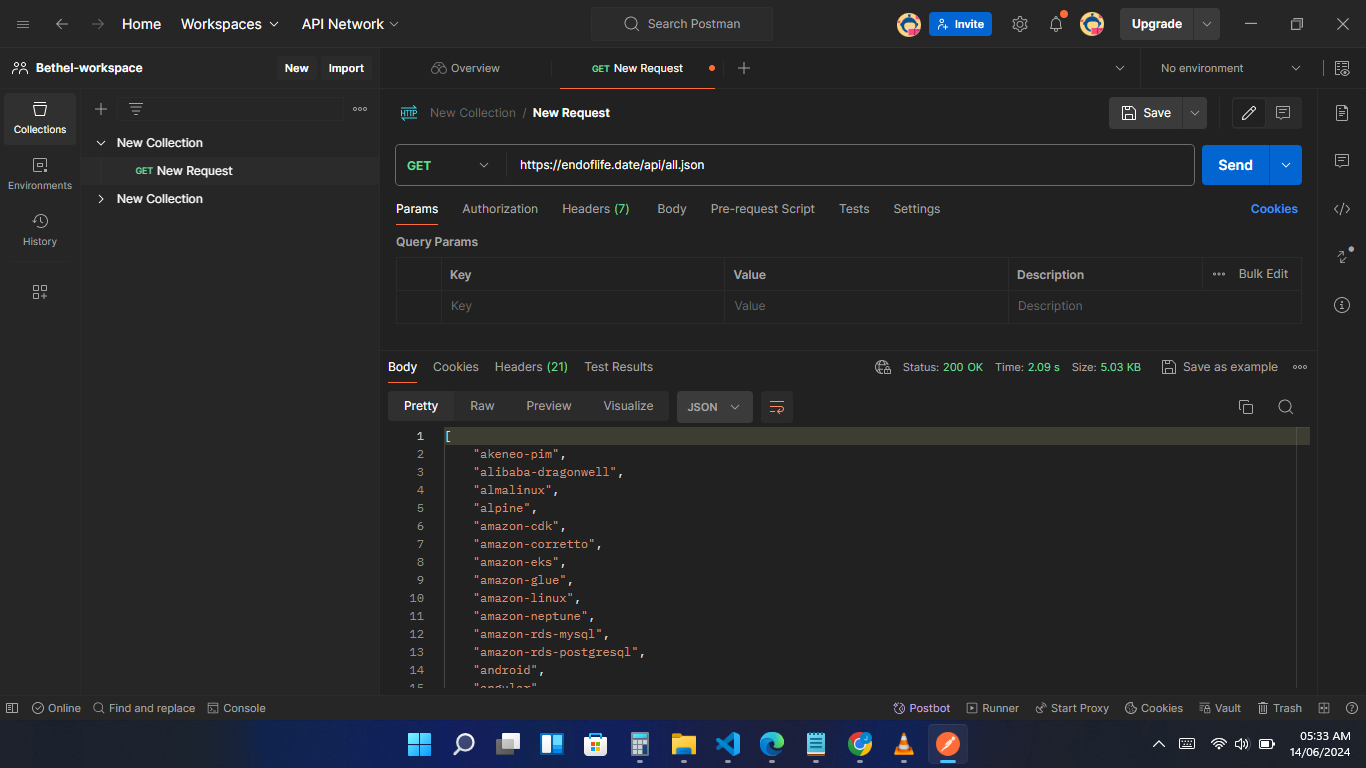 Home Workspaces API Network Search Postman Invite Upgrade
Bethel-workspace New Import Overview GET New Request No environment
Collections
Environments
History
New Collection
GET New Request
New Collection
HTTP New Collection / New Request Save
GET https://endoflife.date/api/all.json Send
Params Authorization Headers (7) Body Pre-request Script Tests Settings Cookies
Query Params
Key Value Description Bulk Edit
Key Value Description
Body Cookies Headers (21) Test Results Status: 200 OK Time: 2.09 s Size: 5.03 KB Save as example
Pretty Raw Preview Visualize JSON
1 [
2 "akeneo-pim",
3 "alibaba-dragonwell",
4 "almalinux",
5 "alpine",
6 "amazon-cdk",
7 "amazon-corretto",
8 "amazon-eks",
9 "amazon-glue",
10 "amazon-linux",
11 "amazon-neptune",
12 "amazon-rds-mysql",
13 "amazon-rds-postgresql",
14 "android",
15 "angular"
Online Find and replace Console Postbot Runner Start Proxy Cookies Vault Trash
05:33 AM
14/06/2024